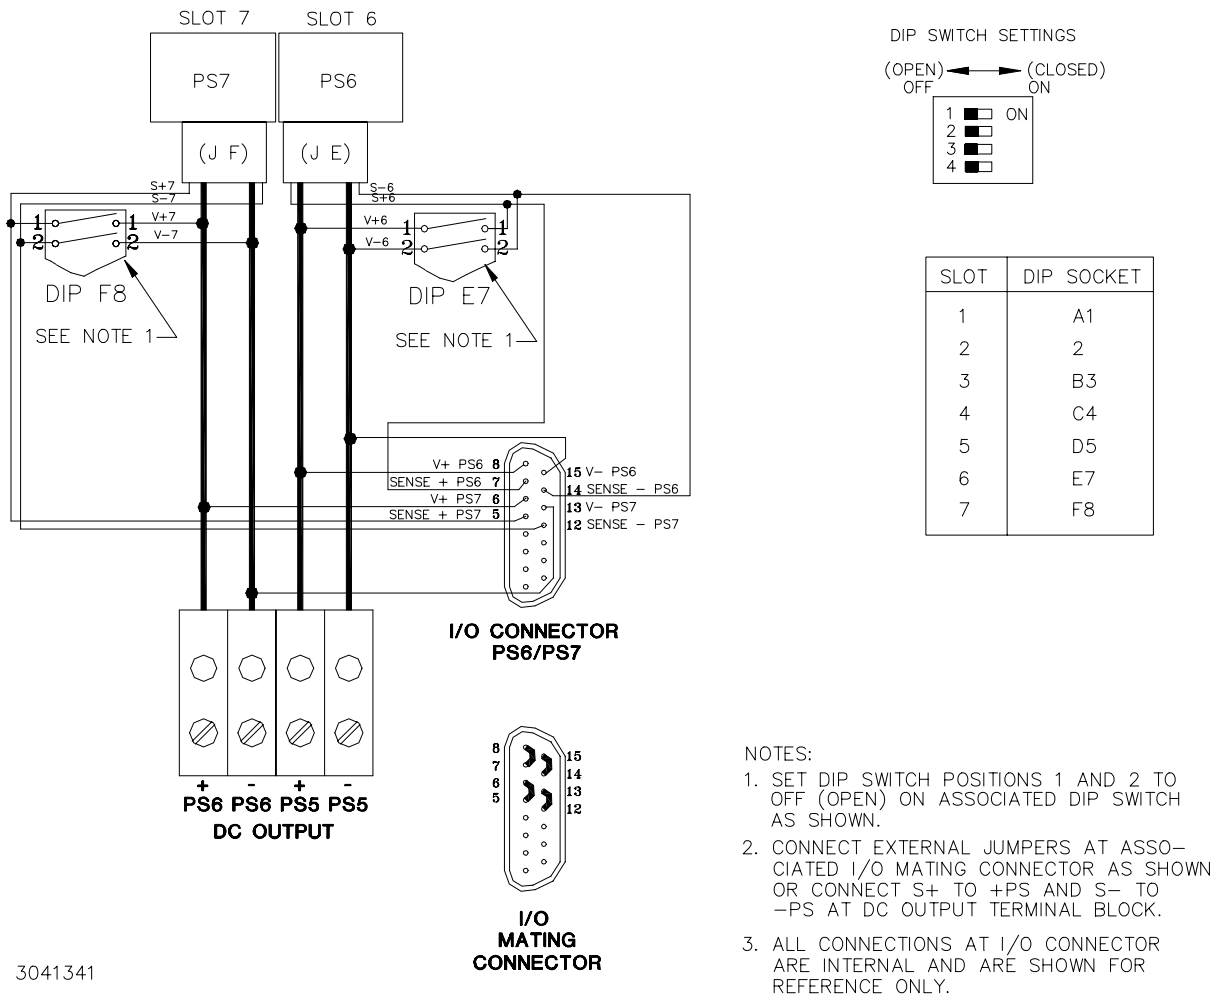 SLOT 7 SLOT 6
PS7 PS6
(J F) (J E)
S+7
S-7
V+7
V-7
1 1
2 2
DIP F8
SEE NOTE 1
S-6
S+6
V+6
V-6
1 1
2 2
DIP E7
SEE NOTE 1
V+ PS6 8
SENSE + PS6 7
V+ PS7 6
SENSE + PS7 5
15 V- PS6
14 SENSE - PS6
13 V- PS7
12 SENSE - PS7
I/O CONNECTOR
PS6/PS7
+ - + -
PS6 PS6 PS5 PS5
DC OUTPUT
8
7
6
5
15
14
13
12
I/O
MATING
CONNECTOR
3041341
DIP SWITCH SETTINGS
(OPEN) (CLOSED)
OFF ON
1 ON
2
3
4
SLOT DIP SOCKET
1 A1
2 2
3 B3
4 C4
5 D5
6 E7
7 F8
NOTES:
1. SET DIP SWITCH POSITIONS 1 AND 2 TO
OFF (OPEN) ON ASSOCIATED DIP SWITCH
AS SHOWN.
2. CONNECT EXTERNAL JUMPERS AT ASSO-
CIATED I/O MATING CONNECTOR AS SHOWN
OR CONNECT S+ TO +PS AND S- TO
-PS AT DC OUTPUT TERMINAL BLOCK.
3. ALL CONNECTIONS AT I/O CONNECTOR
ARE INTERNAL AND ARE SHOWN FOR
REFERENCE ONLY.